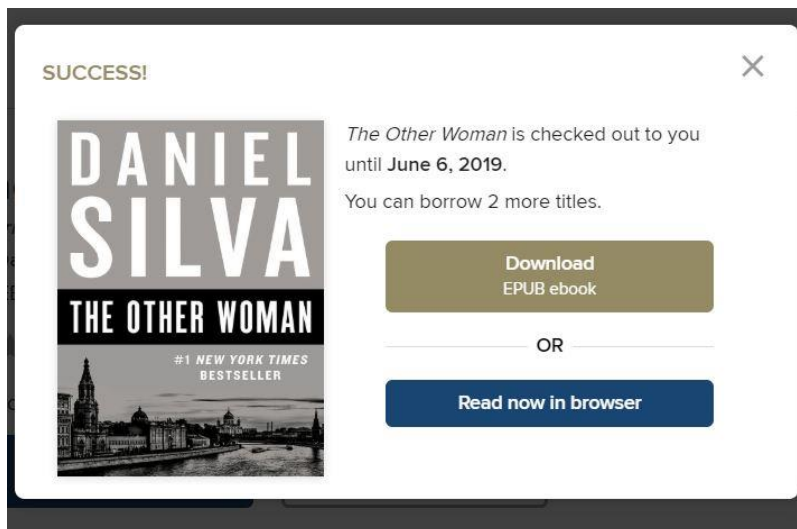 SUCCESS!
DANIEL
SILVA
THE OTHER WOMAN
#1 NEW YORK TIMES
BESTSELLER
The Other Woman is checked out to you
until June 6, 2019.
You can borrow 2 more titles.
Download
EPUB ebook
OR
Read now in browser